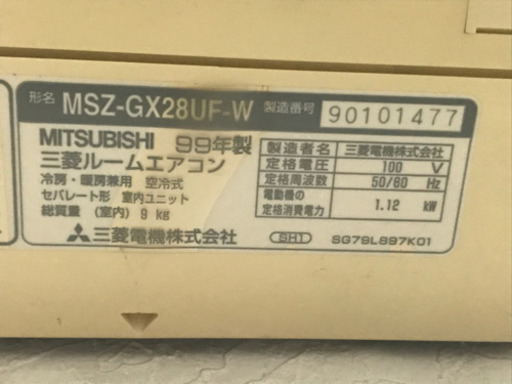 形名 MSZ-GX28UF-W 製造番号 90101477
MITSUBISHI 99年製
三菱ルームエアコン
冷房・暖房兼用 空冷式
セパレート形 室内ユニット
総質量 (室内) 9 kg
三菱電機株式会社
製造者名 三菱電機株式会社
定格電圧 100 V
定格周波数 50/60 Hz
電動機の
定格消費電力 1.12 kW
SH1 SG79L897K01